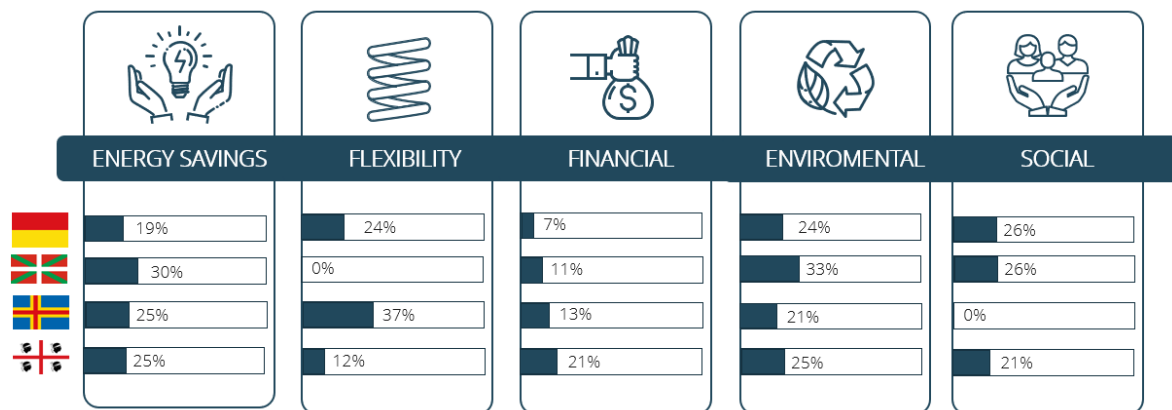 $
ENERGY SAVINGS FLEXIBILITY FINANCIAL ENVIROMENTAL SOCIAL
19% 24% 7% 24% 26%
30% 0% 11% 33% 26%
25% 37% 13% 21% 0%
25% 12% 21% 25% 21%